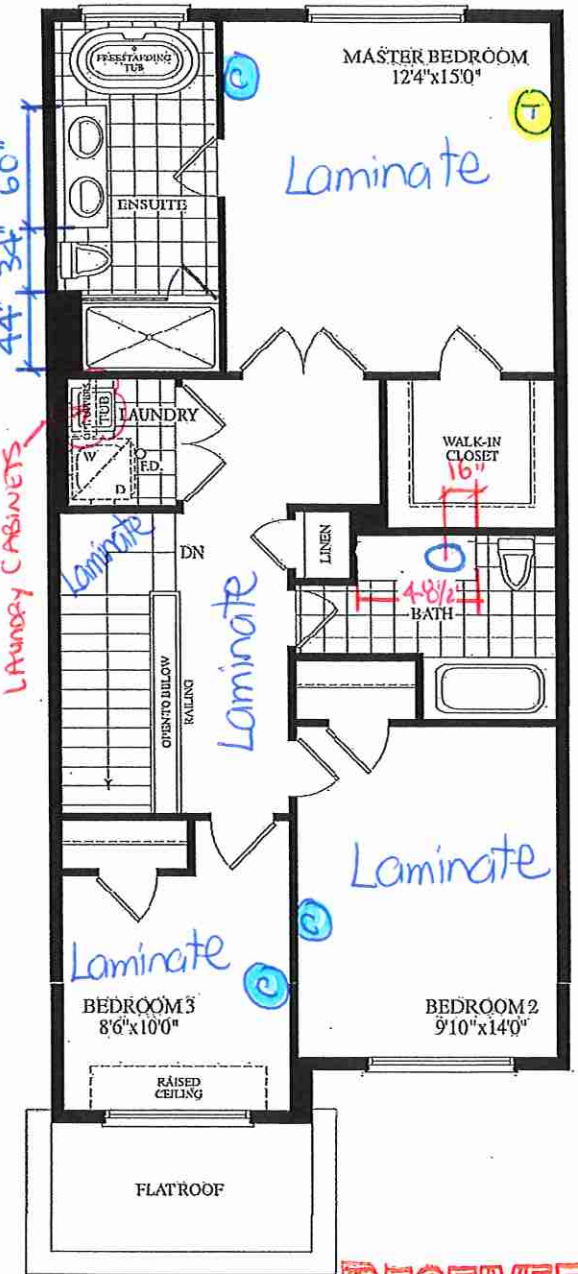 FREESTANDING
TUB
C
MASTER BEDROOM
12'4"x15'0"
T
Laminate
60"
34"
44"
ENSUITE
LAUNDRY
TUB
W
F.D.
D
LAUNDRY CABINETS
WALK-IN
CLOSET
16"
Laminate
DN
LINEN
4-8½"
BATH
Laminate
OPEN TO BELOW
RAILING
Laminate
C
Laminate
C
BEDROOM 3
8'6"x10'0"
BEDROOM 2
9'10"x14'0"
RAISED
CEILING
FLAT ROOF